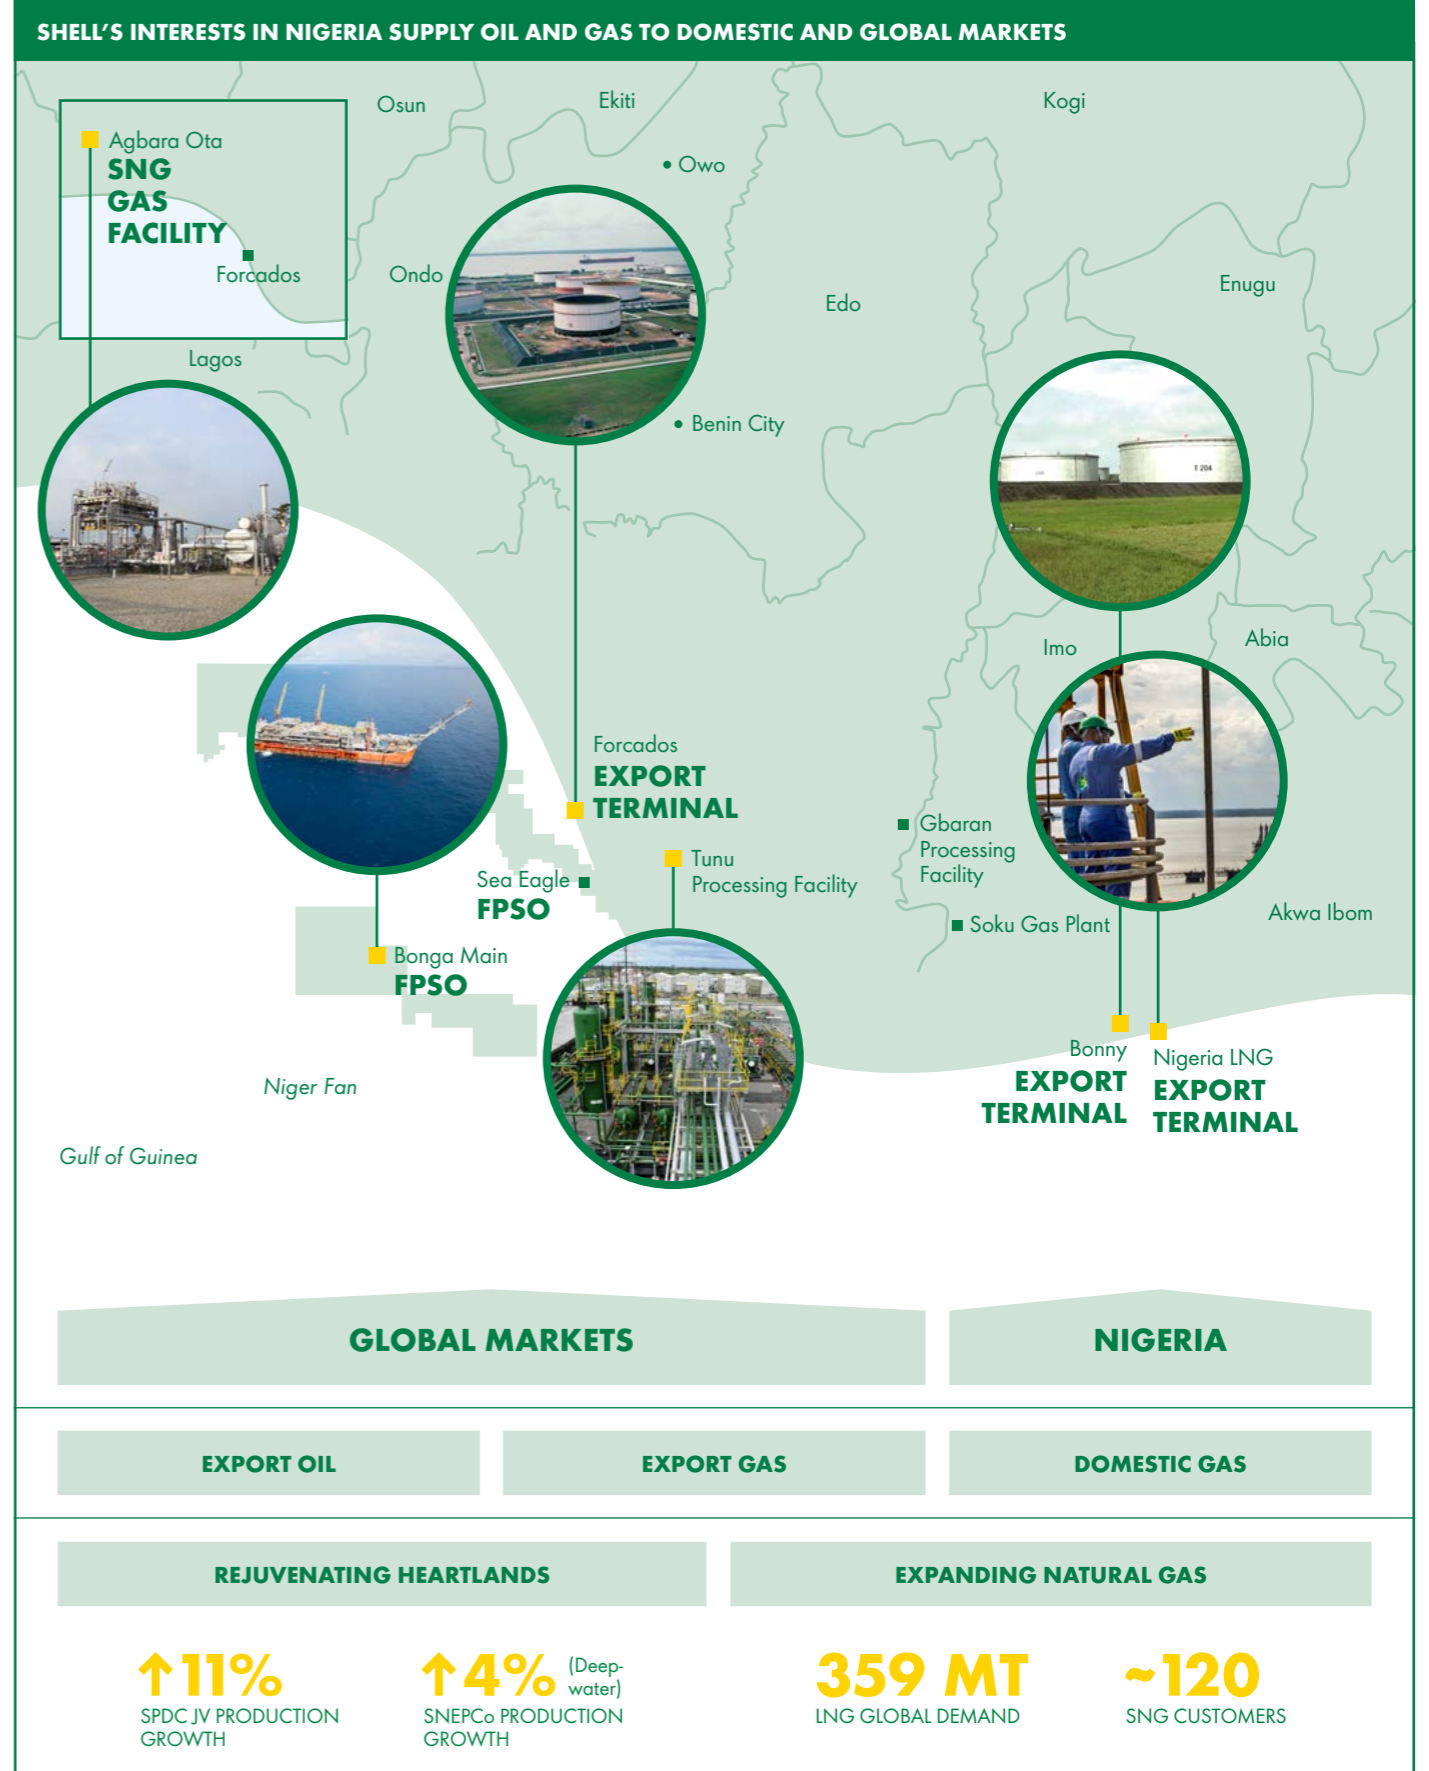 SHELL'S INTERESTS IN NIGERIA SUPPLY OIL AND GAS TO DOMESTIC AND GLOBAL MARKETS
Osun
Ekiti
Kogi
Agbara Ota
SNG
GAS
FACILITY
Forcados
• Owo
Ondo
Edo
Enugu
Lagos
• Benin City
T 204
Imo
Abia
Forcados
EXPORT
TERMINAL
Gbaran
Processing
Facility
Tunu
Processing Facility
Sea Eagle
FPSO
Akwa Ibom
Soku Gas Plant
Bonga Main
FPSO
Bonny
EXPORT
TERMINAL
Nigeria LNG
EXPORT
TERMINAL
Niger Fan
Gulf of Guinea
GLOBAL MARKETS
NIGERIA
EXPORT OIL
EXPORT GAS
DOMESTIC GAS
REJUVENATING HEARTLANDS
EXPANDING NATURAL GAS
↑11%
SPDC JV PRODUCTION
GROWTH
↑4% (Deep-
water)
SNEPCo PRODUCTION
GROWTH
359 MT
LNG GLOBAL DEMAND
~120
SNG CUSTOMERS